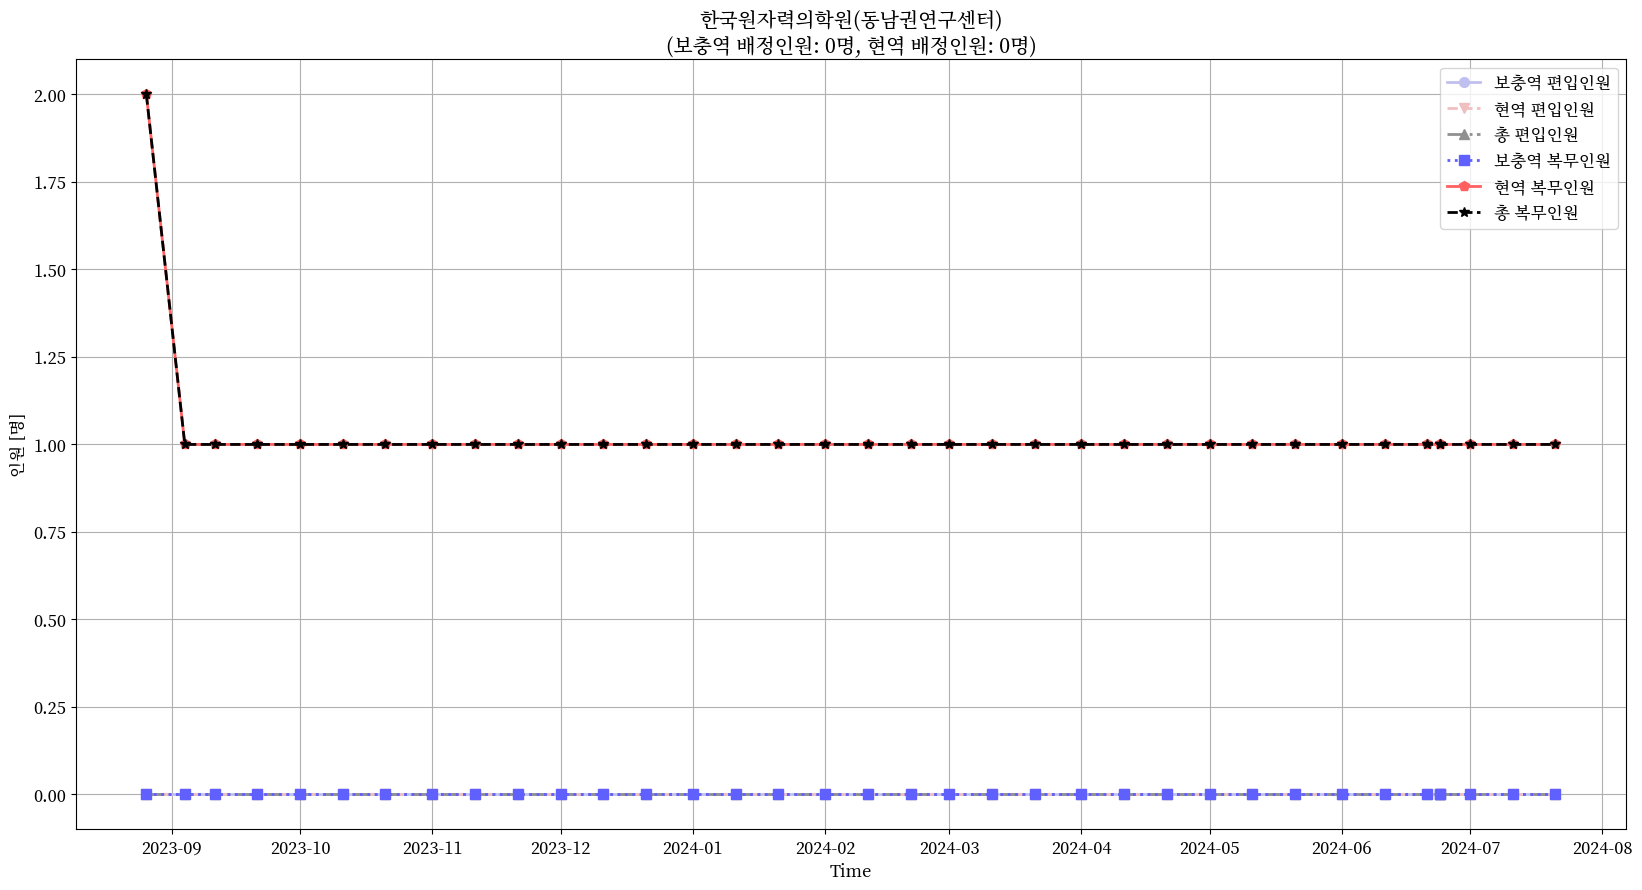 한국원자력의학원(동남권연구센터)
(보충역 배정인원: 0명, 현역 배정인원: 0명)
보충역 편입인원
현역 편입인원
총 편입인원
보충역 복무인원
현역 복무인원
총 복무인원
인원 [명]
2.00
1.75
1.50
1.25
1.00
0.75
0.50
0.25
0.00
2023-09
2023-10
2023-11
2023-12
2024-01
2024-02
2024-03
2024-04
2024-05
2024-06
2024-07
2024-08
Time